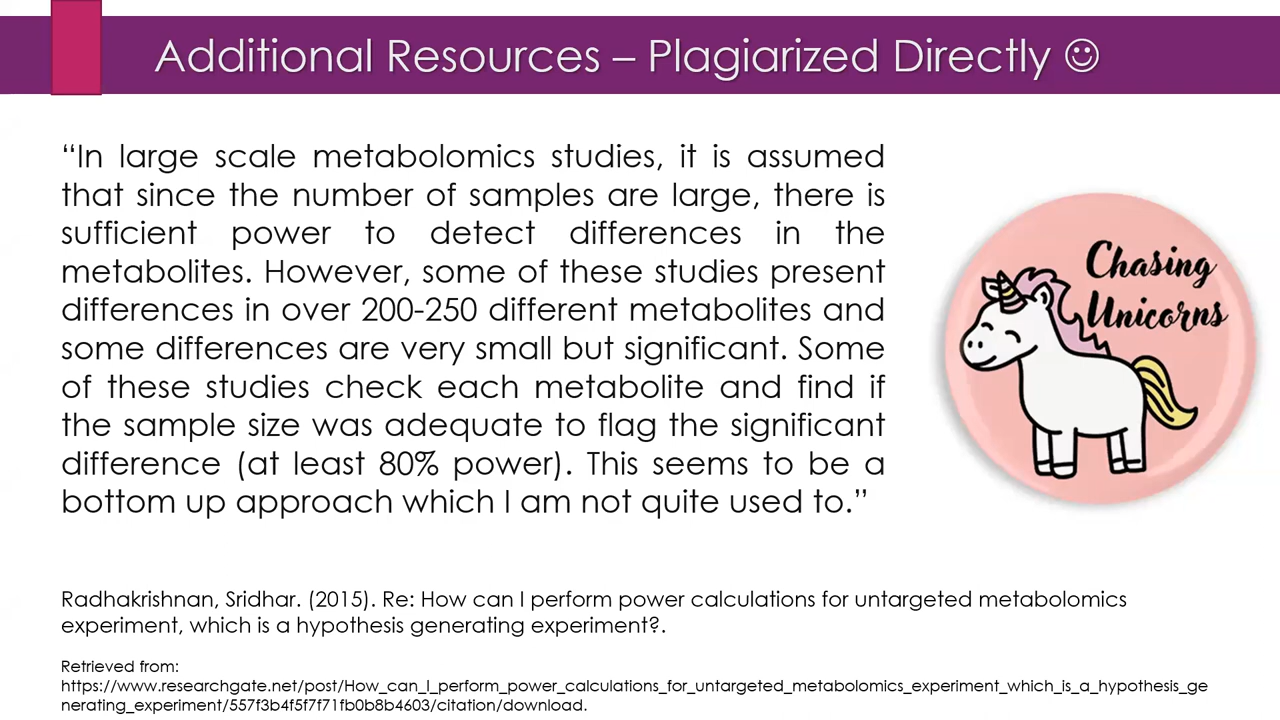 Additional Resources – Plagiarized Directly ☺
“In large scale metabolomics studies, it is assumed
that since the number of samples are large, there is
sufficient power to detect differences in the
metabolites. However, some of these studies present
differences in over 200-250 different metabolites and
some differences are very small but significant. Some
of these studies check each metabolite and find if
the sample size was adequate to flag the significant
difference (at least 80% power). This seems to be a
bottom up approach which I am not quite used to.”
Chasing
Unicorns
Radhakrishnan, Sridhar. (2015). Re: How can I perform power calculations for untargeted metabolomics
experiment, which is a hypothesis generating experiment?.
Retrieved from:
https://www.researchgate.net/post/How_can_I_perform_power_calculations_for_untargeted_metabolomics_experiment_which_is_a_hypothesis_ge
nerating_experiment/557f3b4f5f7f71fb0b8b4603/citation/download.